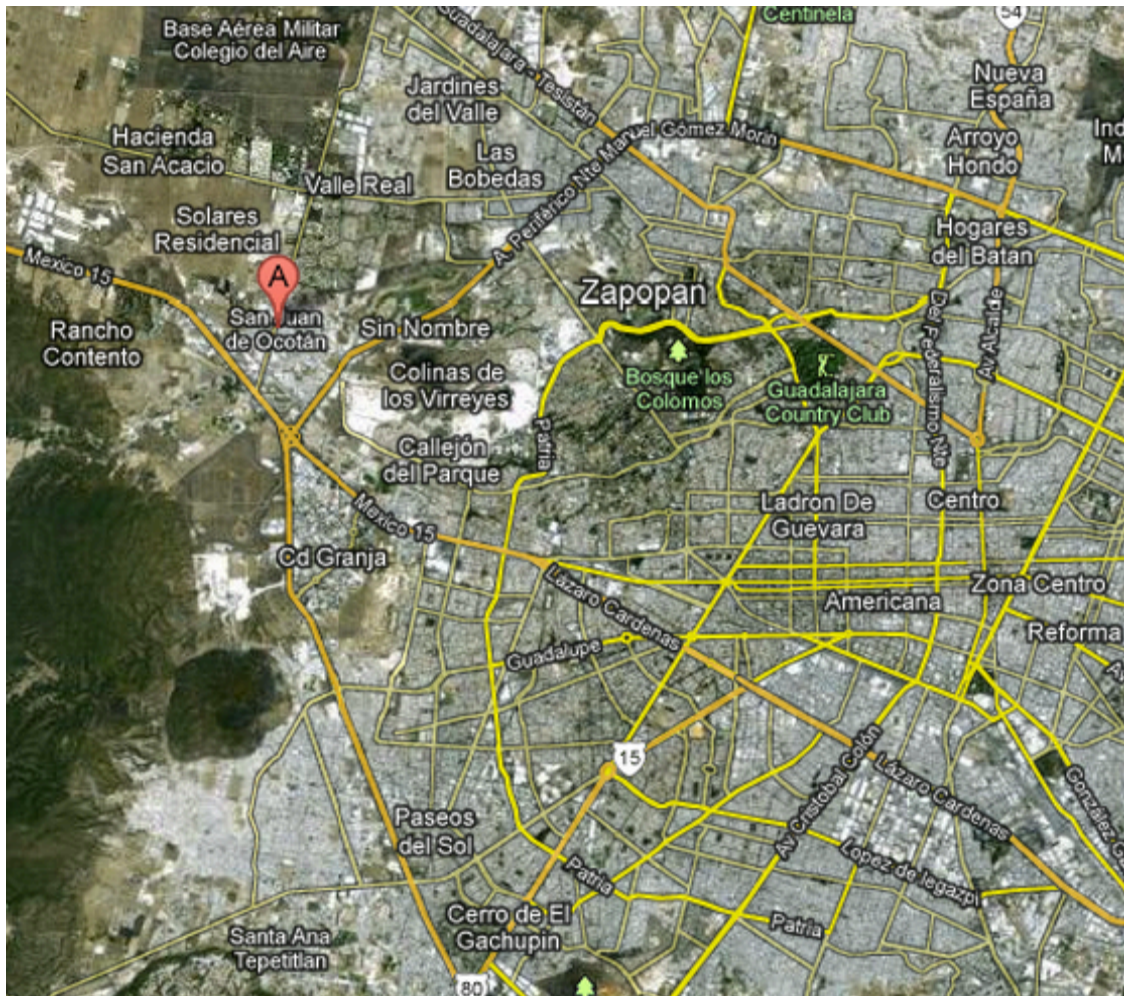 Centinela
54
Base Aérea Militar
Colegio del Aire
Guadalajara - Tesistán
Nueva
España
Jardines
del Valle
Hacienda
San Acacio
A. Periférico Nte Manuel Gómez Morin
Arroyo
Hondo
Las
Bobedas
Valle Real
Solares
Residencial
Hogares
del Batan
Mexico 15
A
Zapopan
San Juan
de Ocotán
Rancho
Contento
Sin Nombre
Del Federalismo Nte
Av Alcalde
Colinas de
los Virreyes
Bosque los
Colomos
Guadalajara
Country Club
Patria
Callejón
del Parque
Ladron De
Guevara
Centro
Mexico 15
Cd Granja
Lázaro Cardenas
Zona Centro
Americana
Reforma
Guadalupe
15
Av Cristobal Colón
Lázaro Cardenas
Paseos
del Sol
Lopez de legazpi
Patria
Patria
Cerro de El
Gachupin
Santa Ana
Tepetitlan
80